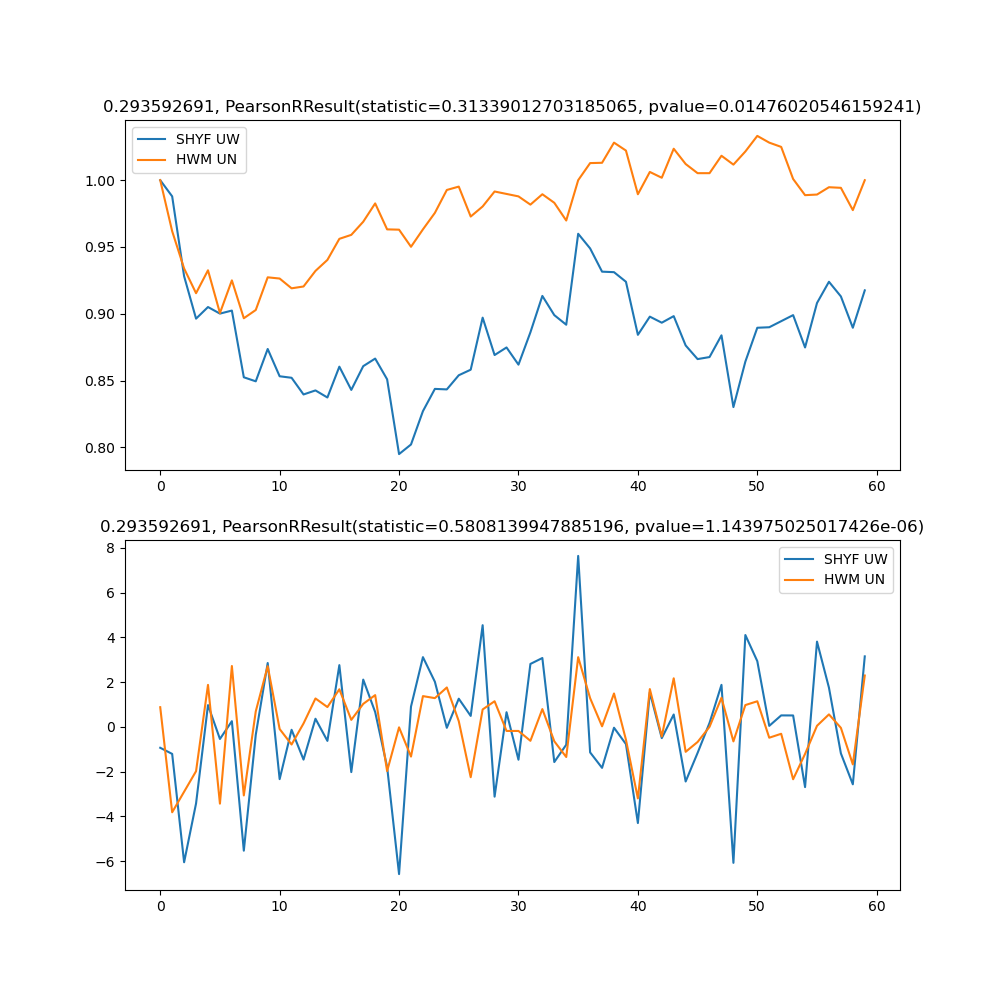 0.293592691, PearsonRResult(statistic=0.31339012703185065, pvalue=0.01476020546159241)
SHYF UW
HWM UN
1.00
0.95
0.90
0.85
0.80
0 10 20 30 40 50 60
0.293592691, PearsonRResult(statistic=0.5808139947885196, pvalue=1.143975025017426e-06)
SHYF UW
HWM UN
8
6
4
2
0
−2
−4
−6
0 10 20 30 40 50 60